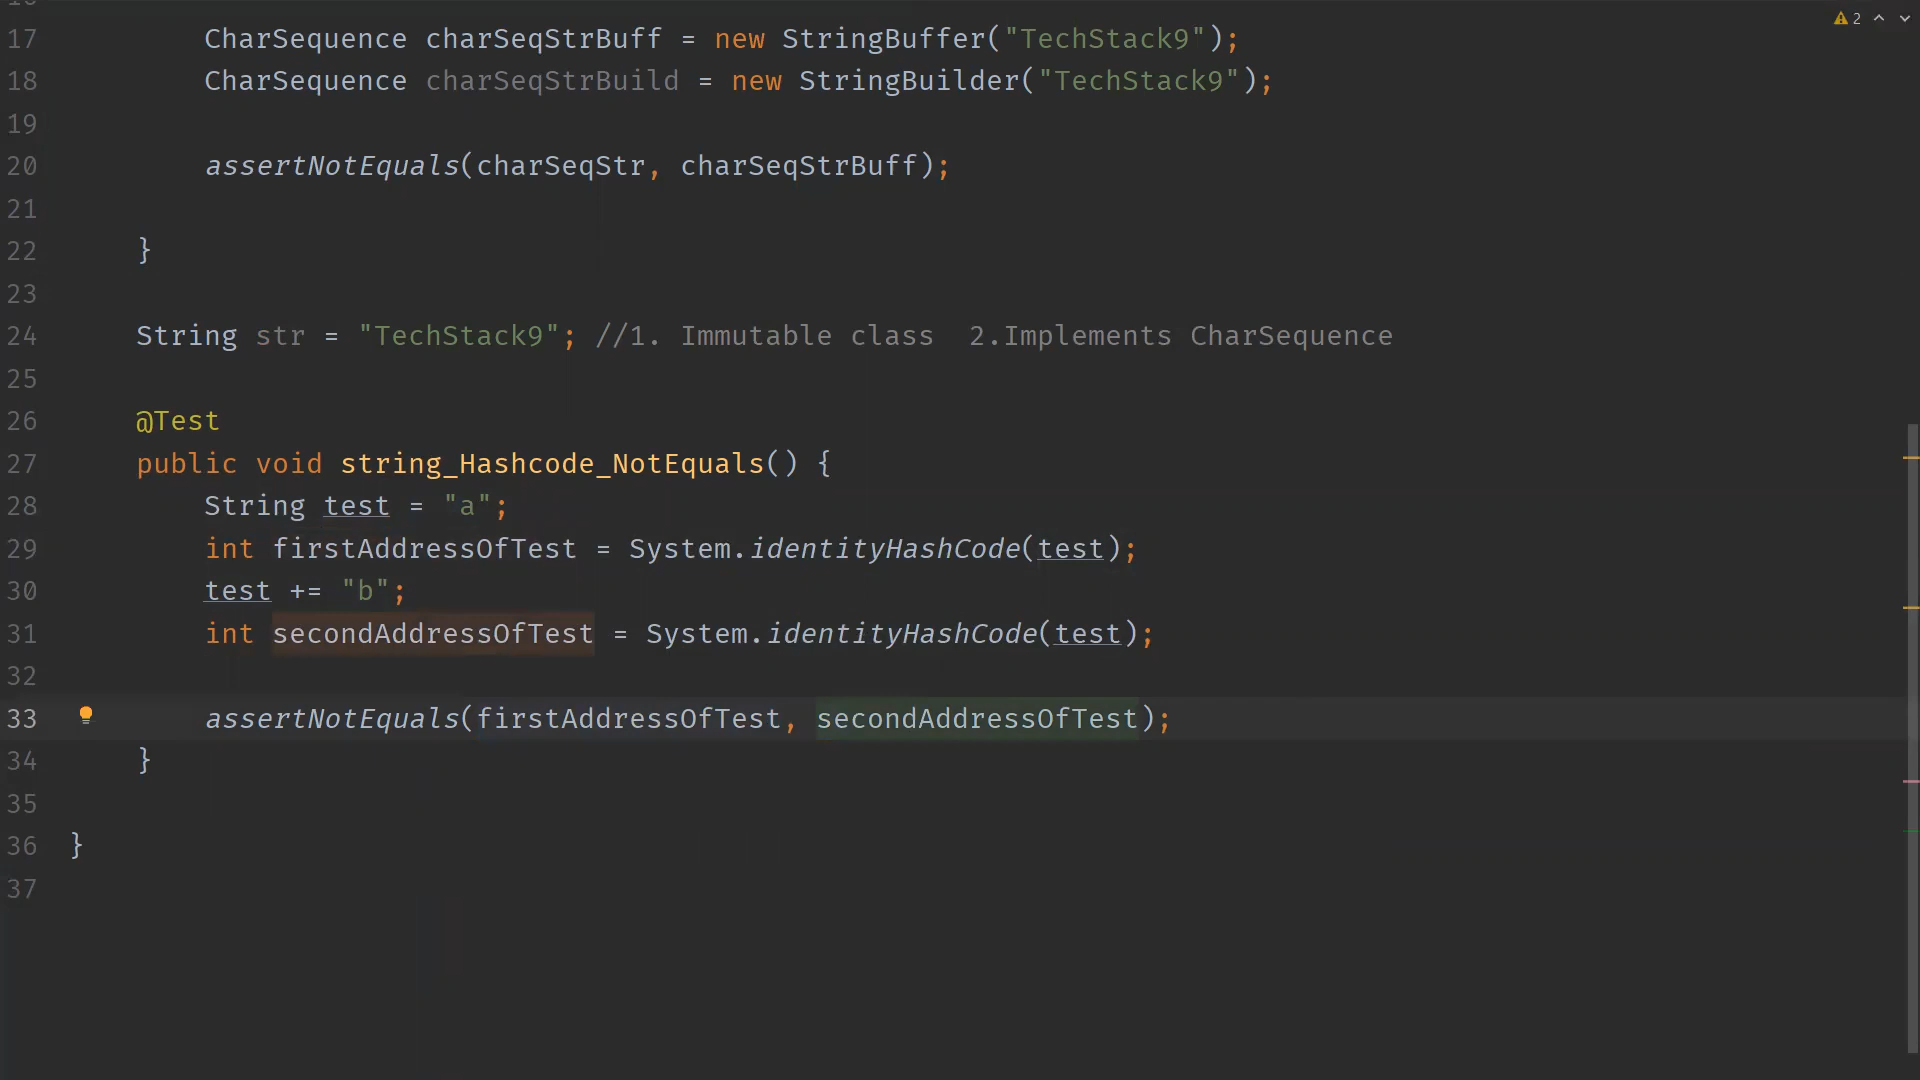 2
17 CharSequence charSeqStrBuff = new StringBuffer("TechStack9");
18 CharSequence charSeqStrBuild = new StringBuilder("TechStack9");
19
20 assertNotEquals(charSeqStr, charSeqStrBuff);
21
22 }
23
24 String str = "TechStack9"; //1. Immutable class  2.Implements CharSequence
25
26 @Test
27 public void string_Hashcode_NotEquals() {
28 String test = "a";
29 int firstAddressOfTest = System.identityHashCode(test);
30 test += "b";
31 int secondAddressOfTest = System.identityHashCode(test);
32
33 assertNotEquals(firstAddressOfTest, secondAddressOfTest);
34 }
35
36 }
37